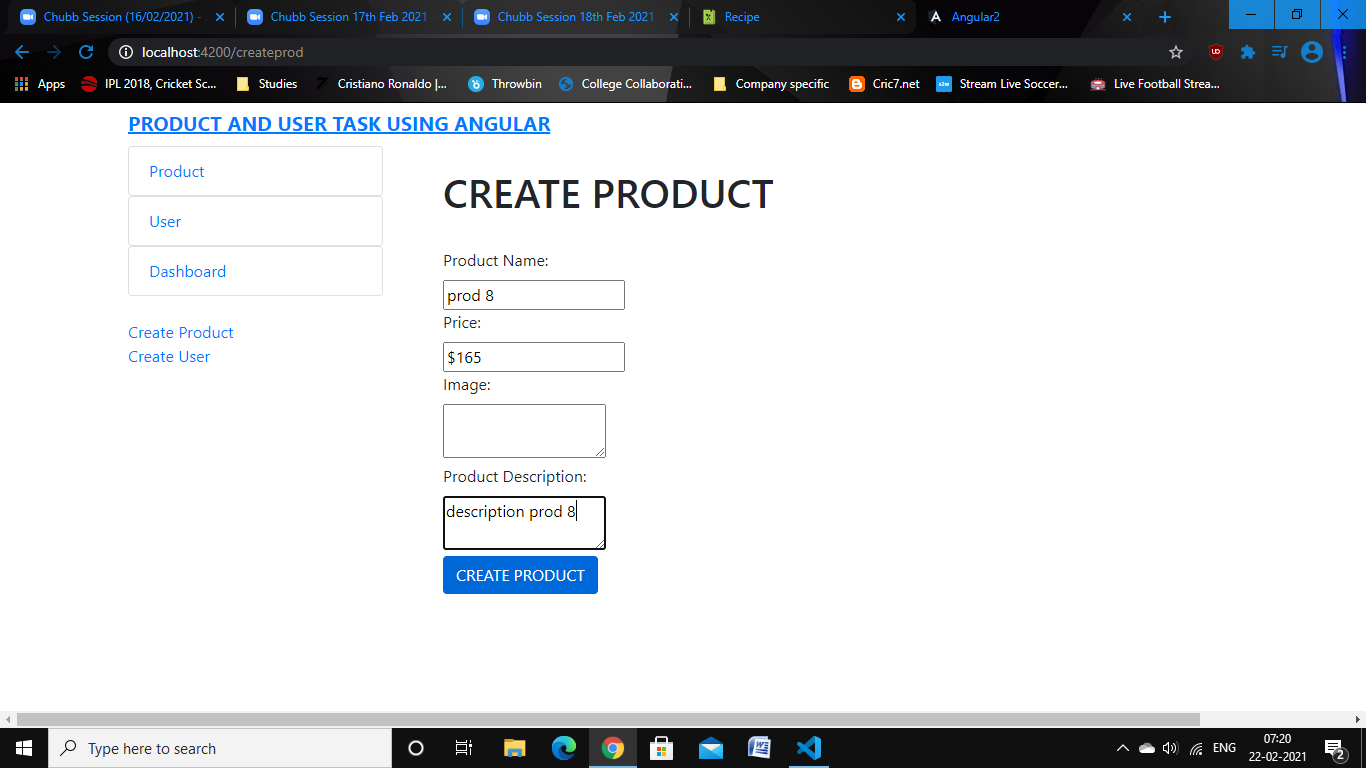 Chubb Session (16/02/2021) -
Chubb Session 17th Feb 2021
Chubb Session 18th Feb 2021
Recipe
Angular2
localhost:4200/createprod
Apps
IPL 2018, Cricket Sc...
Studies
Cristiano Ronaldo |...
Throwbin
College Collaborati...
Company specific
Cric7.net
Stream Live Soccer...
Live Football Strea...
PRODUCT AND USER TASK USING ANGULAR
Product
User
Dashboard
Create Product
Create User
CREATE PRODUCT
Product Name:
prod 8
Price:
$165
Image:
Product Description:
description prod 8
CREATE PRODUCT
Type here to search
ENG
07:20
22-02-2021
2